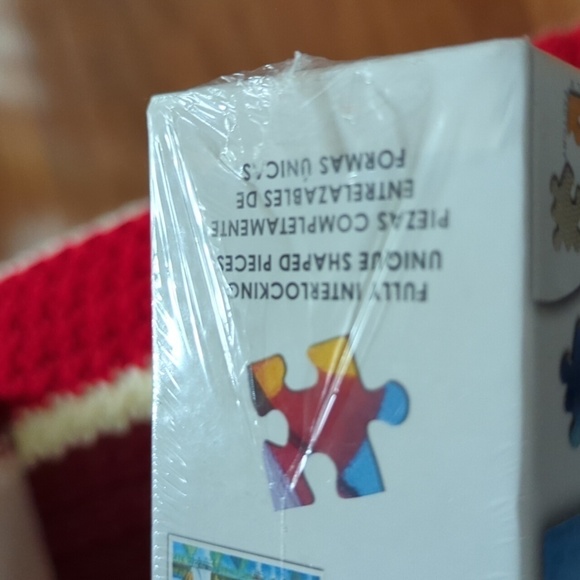 FULLY INTERLOCKING
UNIQUE SHAPED PIECES
PIEZAS COMPLETAMENTE
ENTRELAZABLES DE
FORMAS ÚNICAS